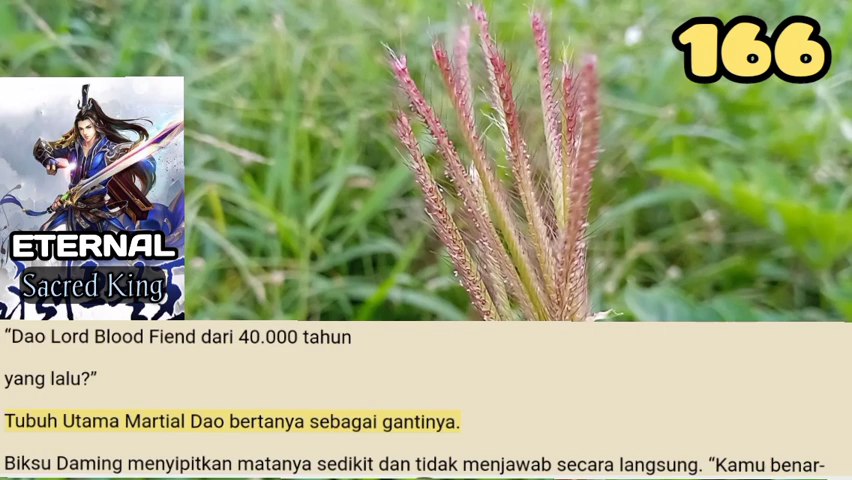 166
ETERNAL
Sacred King
“Dao Lord Blood Fiend dari 40.000 tahun
yang lalu?”
Tubuh Utama Martial Dao bertanya sebagai gantinya.
Biksu Daming menyipitkan matanya sedikit dan tidak menjawab secara langsung. “Kamu benar-